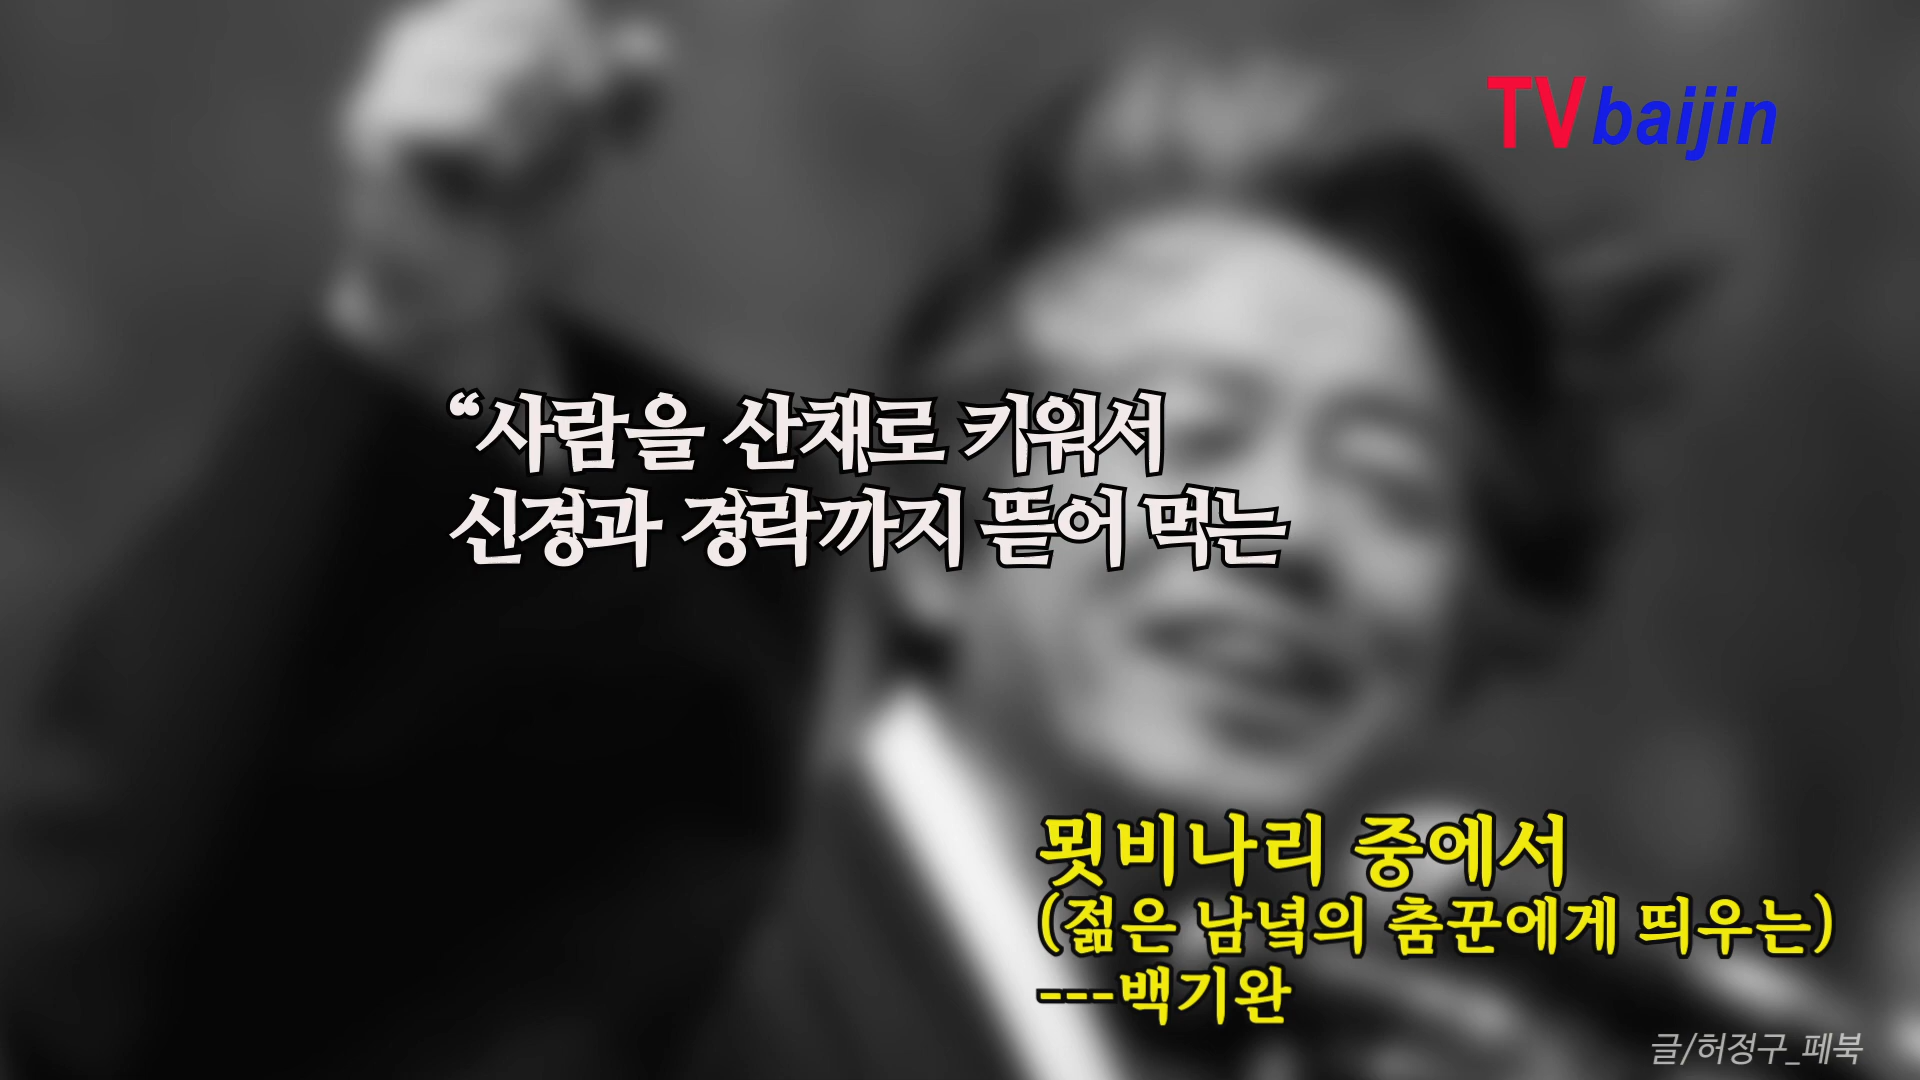 TVbaijin
“사람을 산채로 키워서
신경과 경락까지 뜯어 먹는
묏비나리 중에서
(젊은 남녘의 춤꾼에게 띄우는)
---백기완
글/허정구_페북